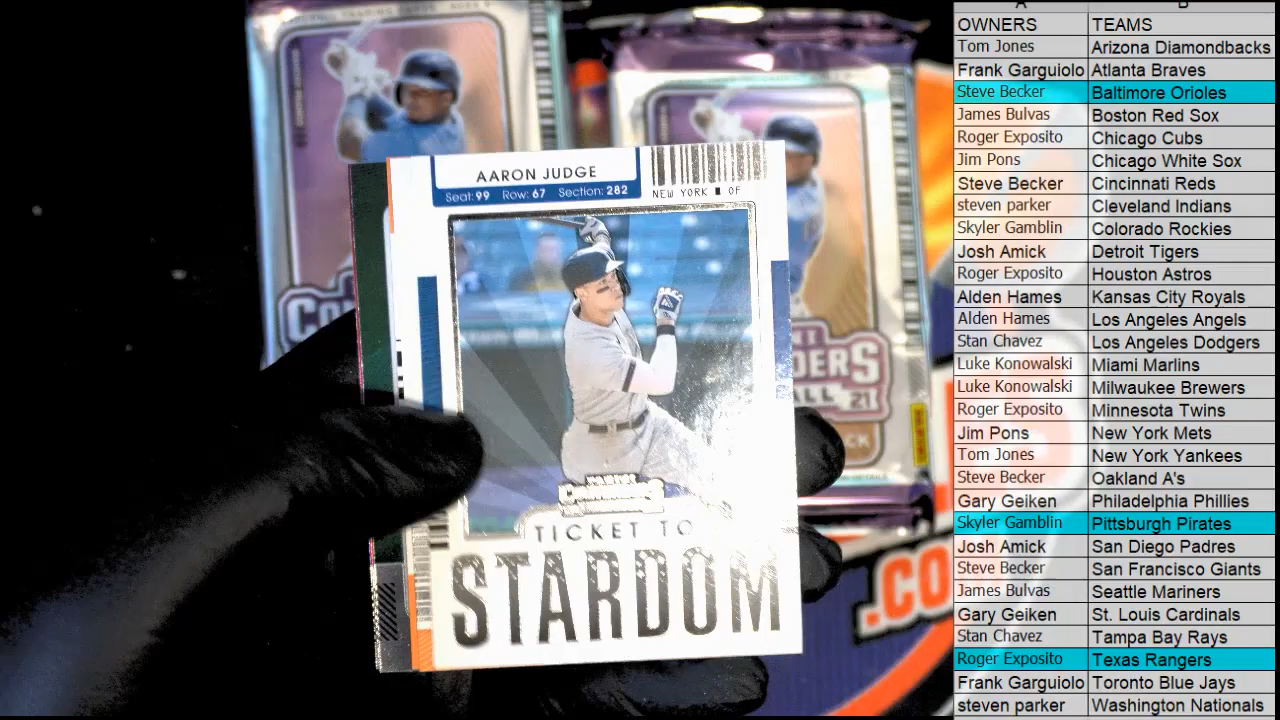 A B
OWNERS TEAMS
Tom Jones Arizona Diamondbacks
Frank Garguiolo Atlanta Braves
Steve Becker Baltimore Orioles
James Bulvas Boston Red Sox
Roger Exposito Chicago Cubs
Jim Pons Chicago White Sox
Steve Becker Cincinnati Reds
steven parker Cleveland Indians
Skyler Gamblin Colorado Rockies
Josh Amick Detroit Tigers
Roger Exposito Houston Astros
Alden Hames Kansas City Royals
Alden Hames Los Angeles Angels
Stan Chavez Los Angeles Dodgers
Luke Konowalski Miami Marlins
Luke Konowalski Milwaukee Brewers
Roger Exposito Minnesota Twins
Jim Pons New York Mets
Tom Jones New York Yankees
Steve Becker Oakland A's
Gary Geiken Philadelphia Phillies
Skyler Gamblin Pittsburgh Pirates
Josh Amick San Diego Padres
Steve Becker San Francisco Giants
James Bulvas Seattle Mariners
Gary Geiken St. Louis Cardinals
Stan Chavez Tampa Bay Rays
Roger Exposito Texas Rangers
Frank Garguiolo Toronto Blue Jays
steven parker Washington Nationals
AARON JUDGE
Seat: 99 Row: 67 Section: 282
NEW YORK OF
TICKET TO
STARDOM
21
.CO